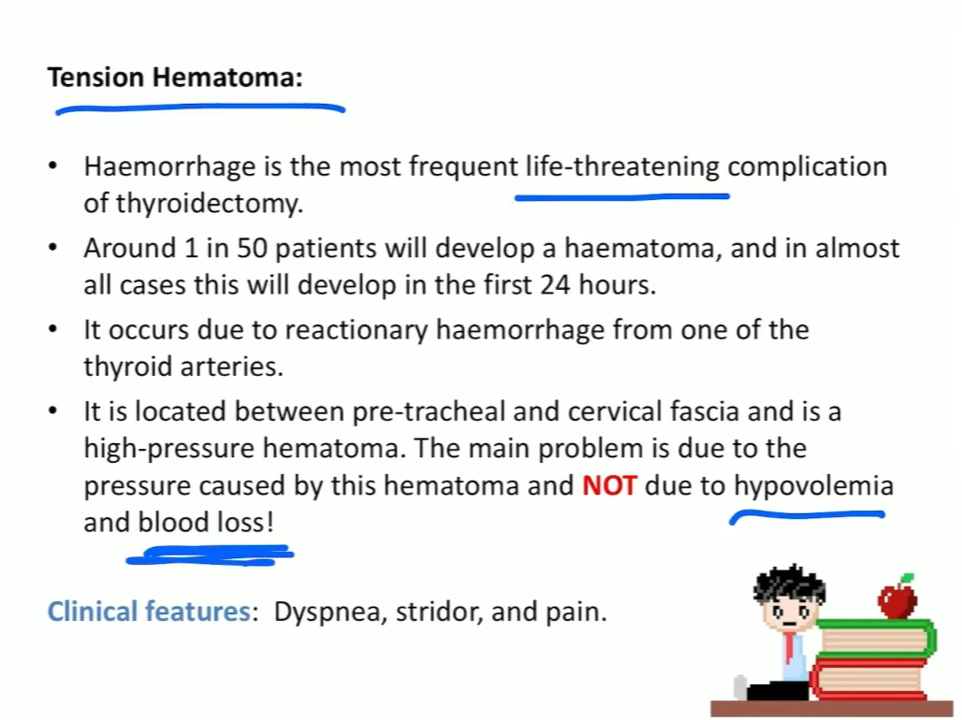 Tension Hematoma:
• Haemorrhage is the most frequent life-threatening complication
of thyroidectomy.
• Around 1 in 50 patients will develop a haematoma, and in almost
all cases this will develop in the first 24 hours.
• It occurs due to reactionary haemorrhage from one of the
thyroid arteries.
• It is located between pre-tracheal and cervical fascia and is a
high-pressure hematoma. The main problem is due to the
pressure caused by this hematoma and NOT due to hypovolemia
and blood loss!
Clinical features: Dyspnea, stridor, and pain.